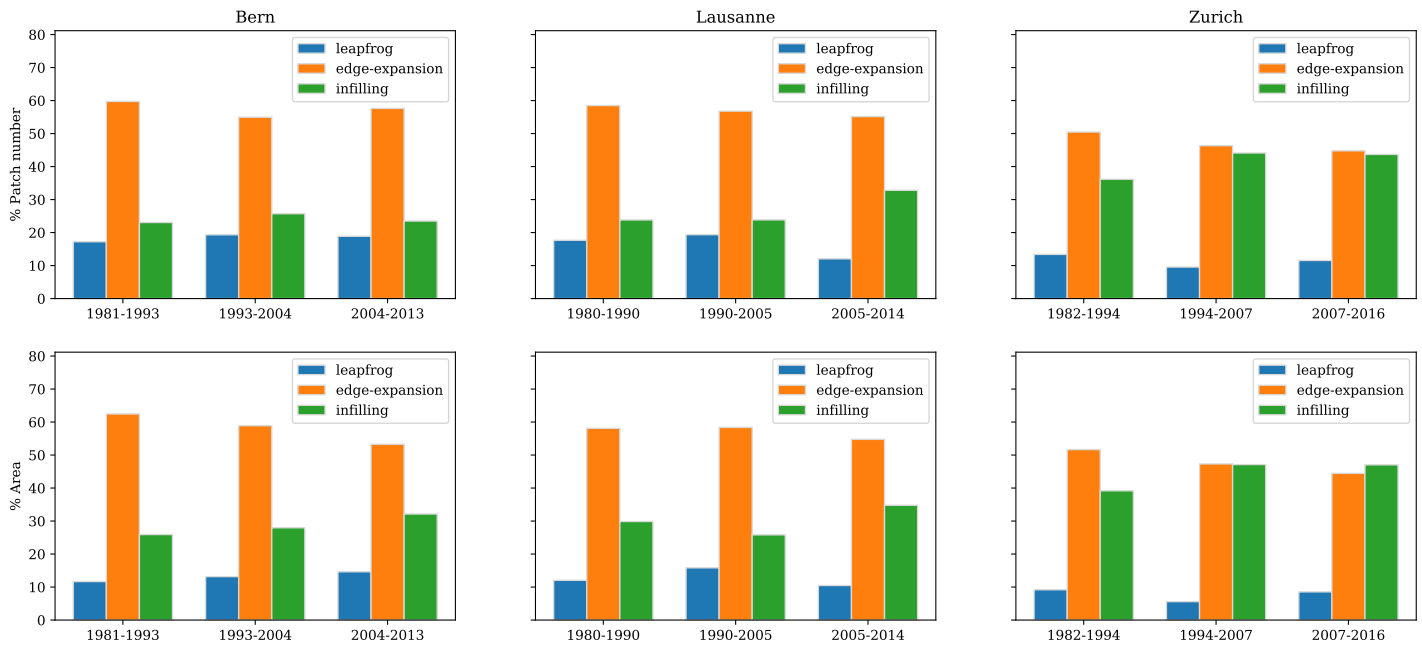 Bern
Lausanne
Zurich
% Patch number
80
70
60
50
40
30
20
10
0
leapfrog
edge-expansion
infilling
1981-1993
1993-2004
2004-2013
leapfrog
edge-expansion
infilling
1980-1990
1990-2005
2005-2014
leapfrog
edge-expansion
infilling
1982-1994
1994-2007
2007-2016
% Area
80
70
60
50
40
30
20
10
0
leapfrog
edge-expansion
infilling
1981-1993
1993-2004
2004-2013
leapfrog
edge-expansion
infilling
1980-1990
1990-2005
2005-2014
leapfrog
edge-expansion
infilling
1982-1994
1994-2007
2007-2016